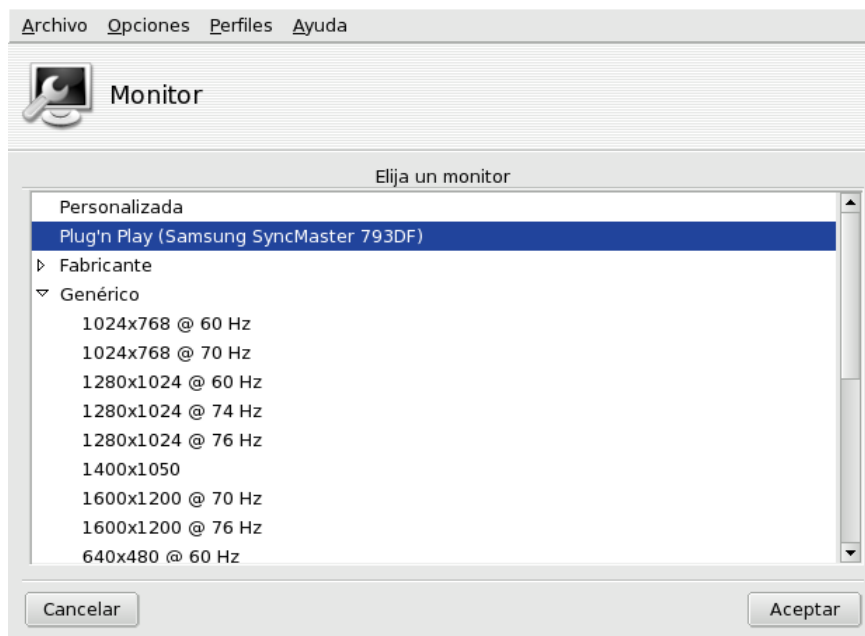 Archivo Opciones Perfiles Ayuda
Monitor
Elija un monitor
Personalizada
Plug'n Play (Samsung SyncMaster 793DF)
Fabricante
Genérico
1024x768 @ 60 Hz
1024x768 @ 70 Hz
1280x1024 @ 60 Hz
1280x1024 @ 74 Hz
1280x1024 @ 76 Hz
1400x1050
1600x1200 @ 70 Hz
1600x1200 @ 76 Hz
640x480 @ 60 Hz
Cancelar Aceptar